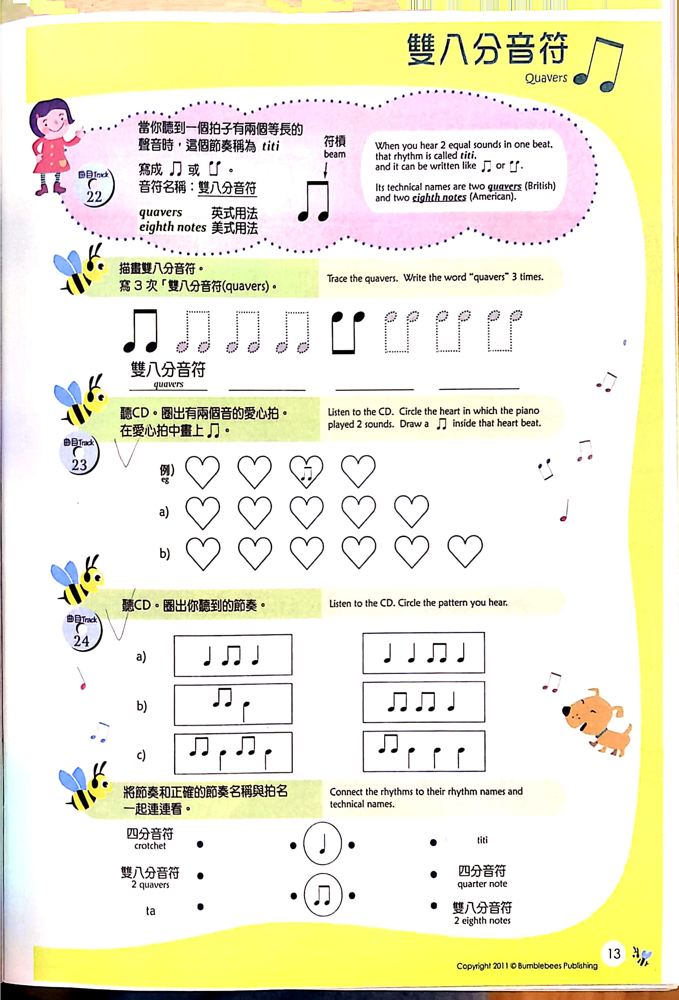 雙八分音符
Quavers
當你聽到一個拍子有兩個等長的
聲音時，這個節奏稱為 titi
寫成 ♫ 或 。
音符名稱：雙八分音符
quavers 英式用法
eighth notes 美式用法
曲目Track
22
符槓
beam
When you hear 2 equal sounds in one beat,
that rhythm is called titi,
and it can be written like ♫ or .
Its technical names are two quavers (British)
and two eighth notes (American).
描畫雙八分音符。
寫 3 次「雙八分音符(quavers)。
Trace the quavers. Write the word “quavers” 3 times.
雙八分音符
quavers
聽CD。圈出有兩個音的愛心拍。
在愛心拍中畫上 ♫ 。
Listen to the CD. Circle the heart in which the piano
played 2 sounds. Draw a ♫ inside that heart beat.
曲目Track
23
例)
eg
a)
b)
聽CD。圈出你聽到的節奏。
Listen to the CD. Circle the pattern you hear.
曲目Track
24
a)
b)
c)
將節奏和正確的節奏名稱與拍名
一起連連看。
Connect the rhythms to their rhythm names and
technical names.
四分音符
crotchet
titi
雙八分音符
2 quavers
四分音符
quarter note
ta
雙八分音符
2 eighth notes
13
Copyright 2011 © Bumblebees Publishing